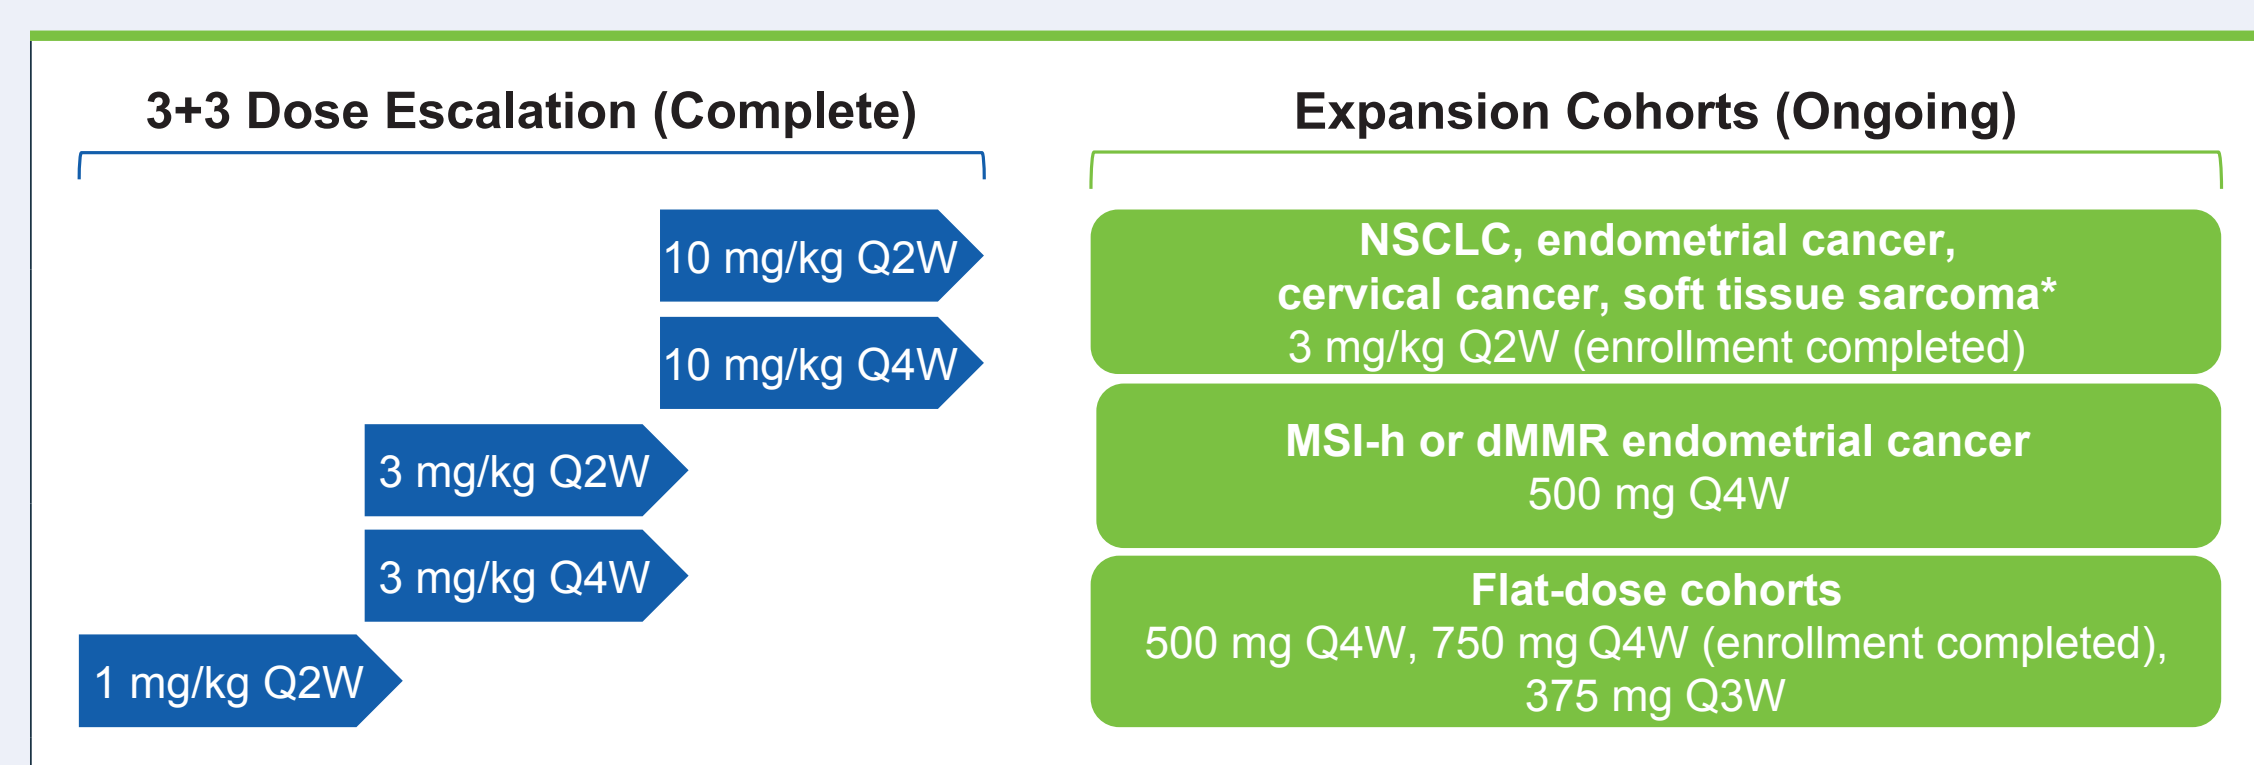 3+3 Dose Escalation (Complete)
10 mg/kg Q2W
10 mg/kg Q4W
3 mg/kg Q2W
3 mg/kg Q4W
1 mg/kg Q2W
Expansion Cohorts (Ongoing)
NSCLC, endometrial cancer,
cervical cancer, soft tissue sarcoma*
3 mg/kg Q2W (enrollment completed)
MSI-h or dMMR endometrial cancer
500 mg Q4W
Flat-dose cohorts
500 mg Q4W, 750 mg Q4W (enrollment completed),
375 mg Q3W